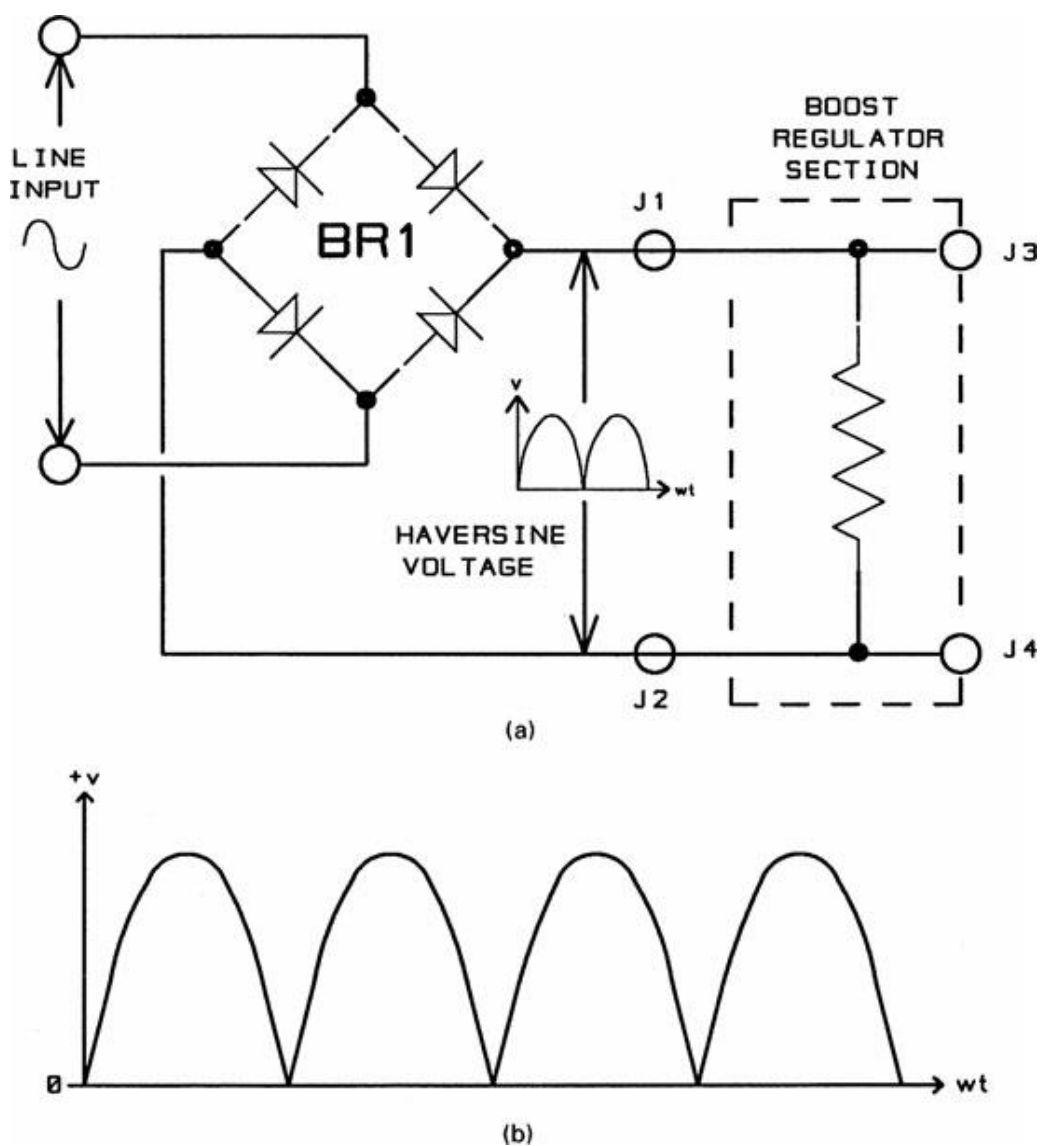 BOOST
REGULATOR
SECTION
LINE
INPUT
J1
BR1
J3
v
wt
HAVERSINE
VOLTAGE
J4
J2
(a)
+v
0
wt
(b)